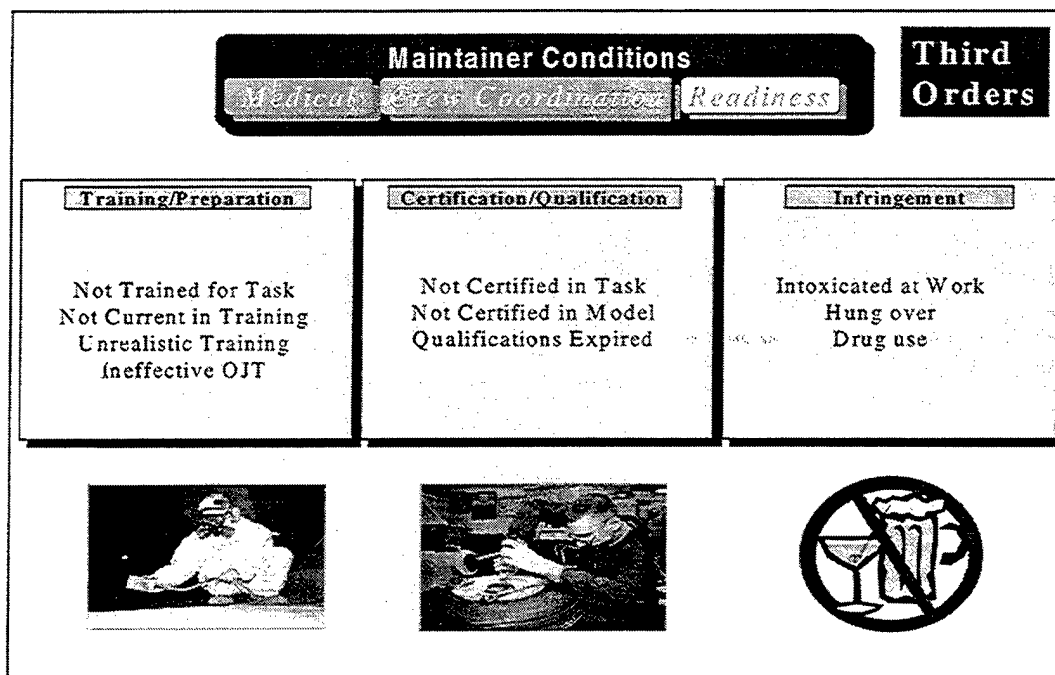 Maintainer Conditions
Medical Crew Coordination Readiness
Third
Orders
Training/Preparation
Not Trained for Task
Not Current in Training
Unrealistic Training
Ineffective OJT
Certification/Qualification
Not Certified in Task
Not Certified in Model
Qualifications Expired
Infringement
Intoxicated at Work
Hung over
Drug use